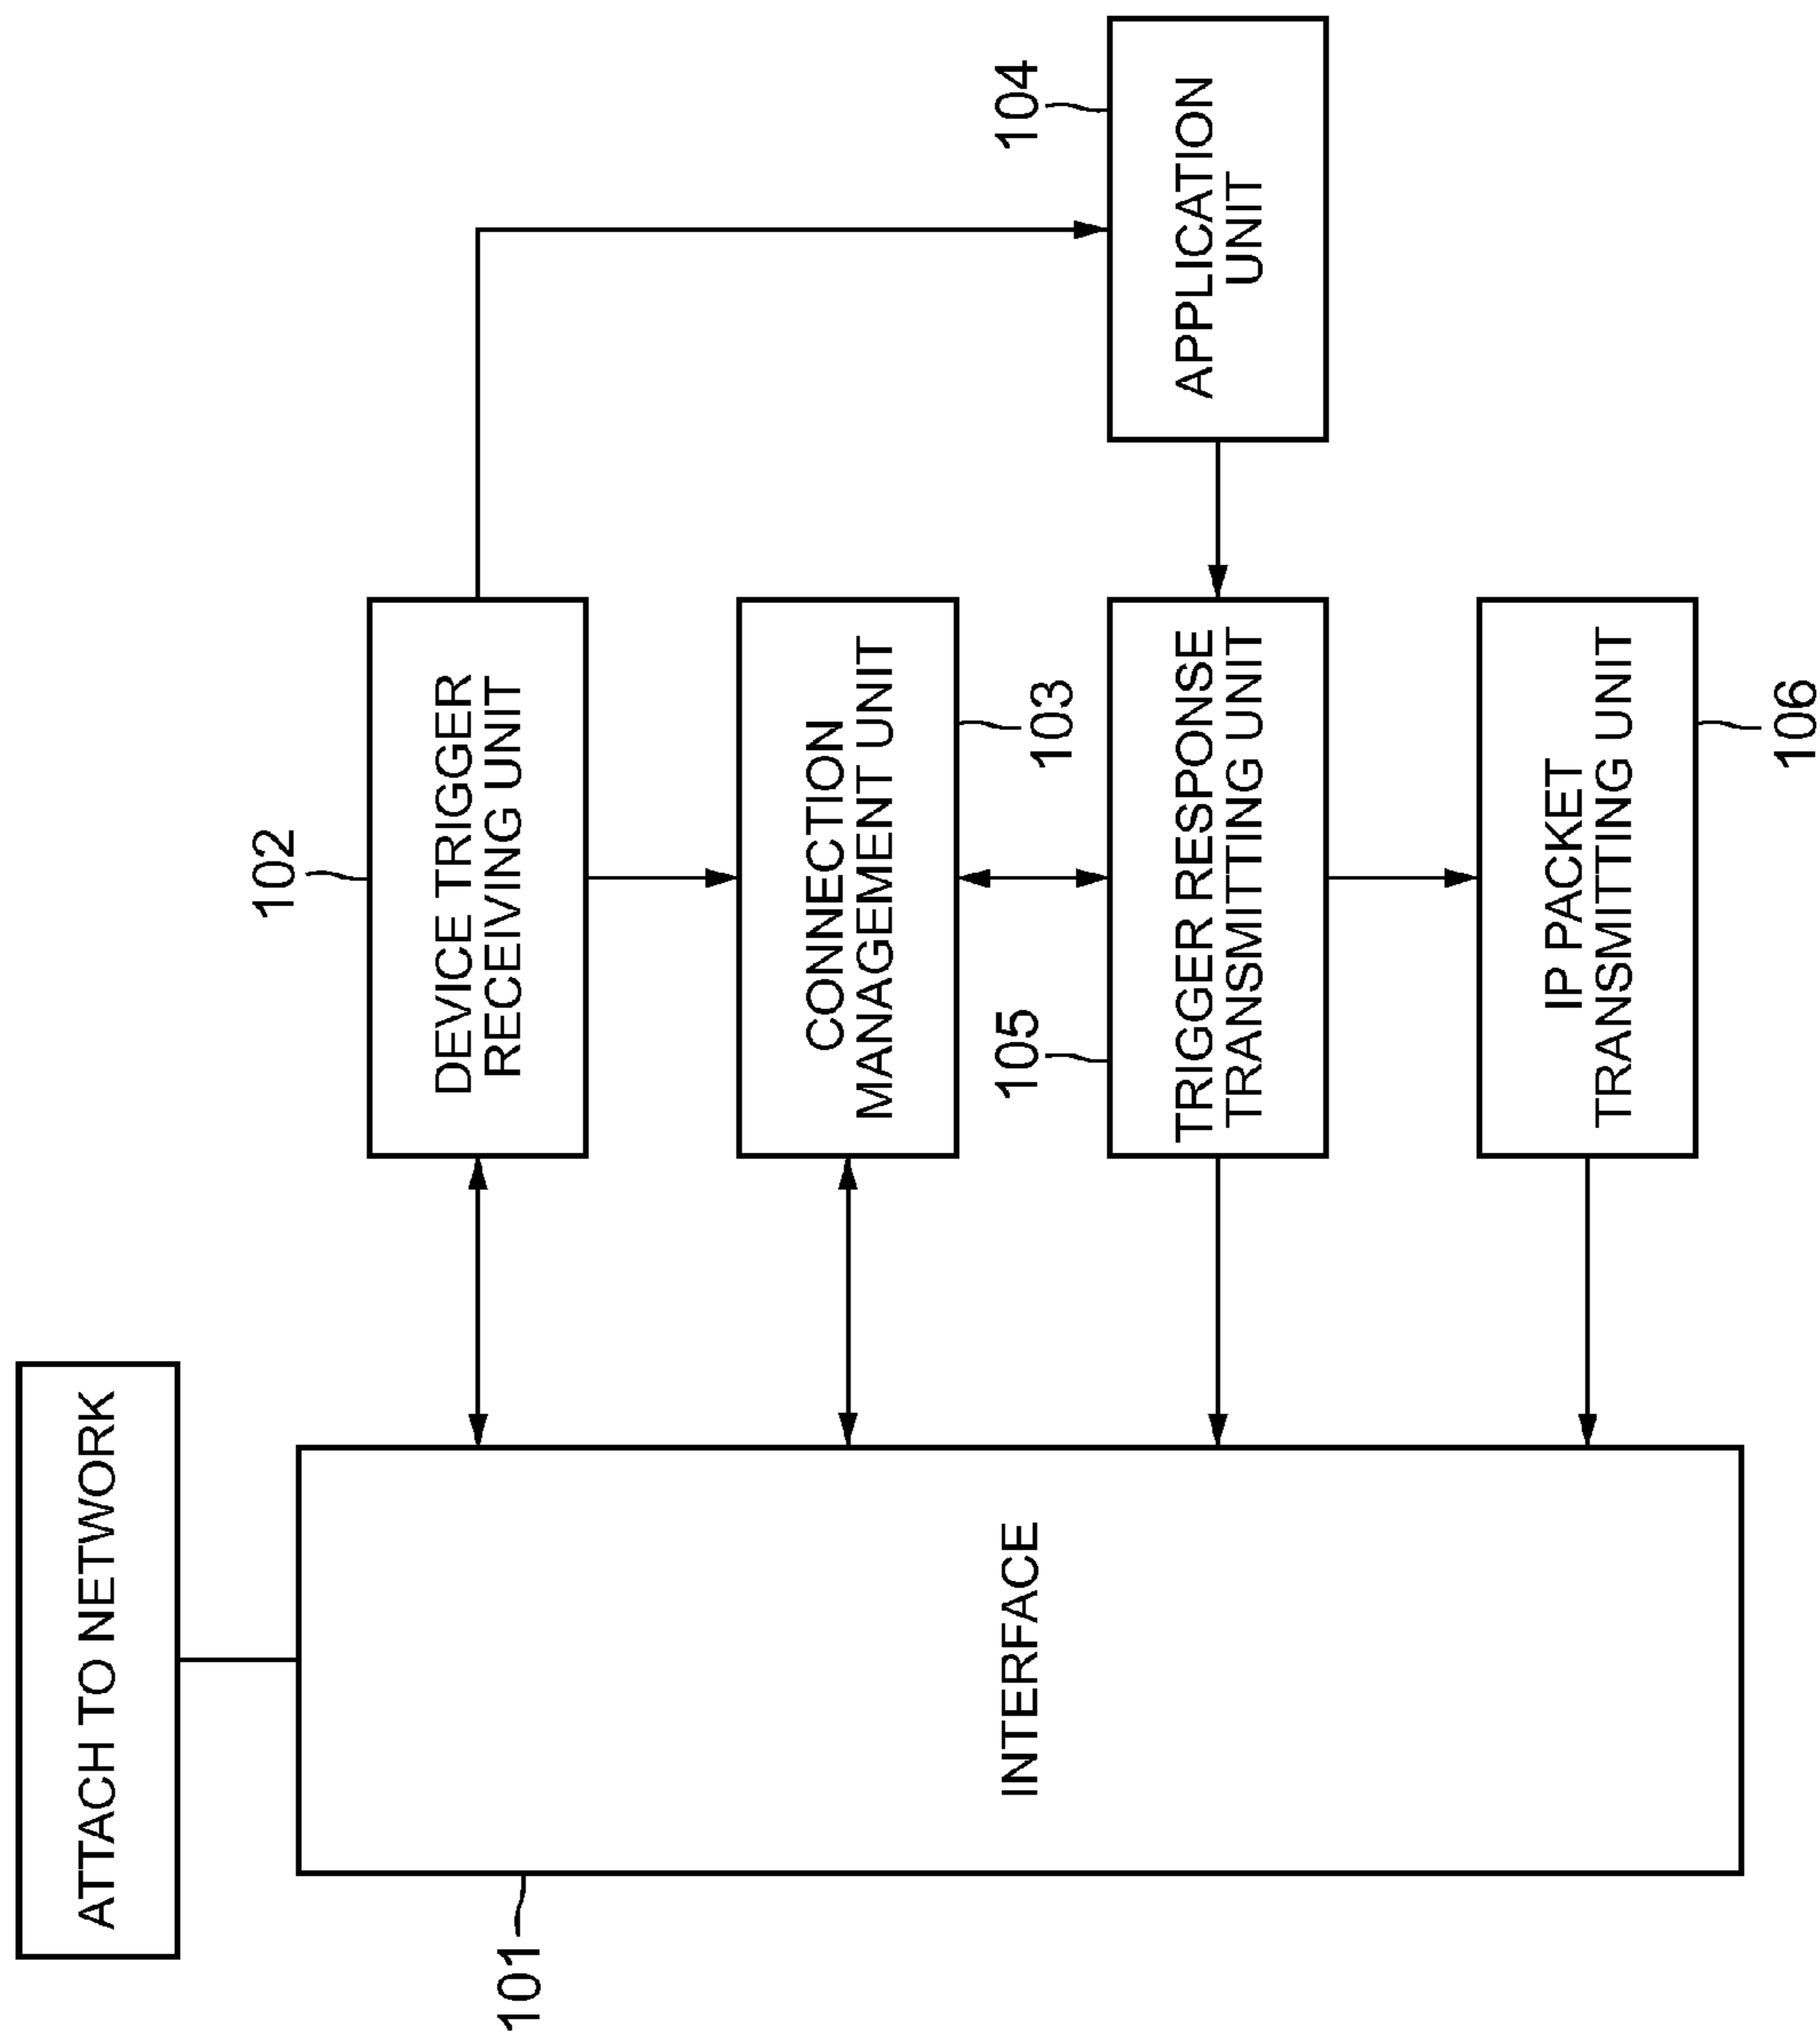 ATTACH TO NETWORK
101
INTERFACE
102
DEVICE TRIGGER
RECEIVING UNIT
CONNECTION
MANAGEMENT UNIT
103
105
TRIGGER RESPONSE
TRANSMITTING UNIT
104
APPLICATION
UNIT
IP PACKET
TRANSMITTING UNIT
106